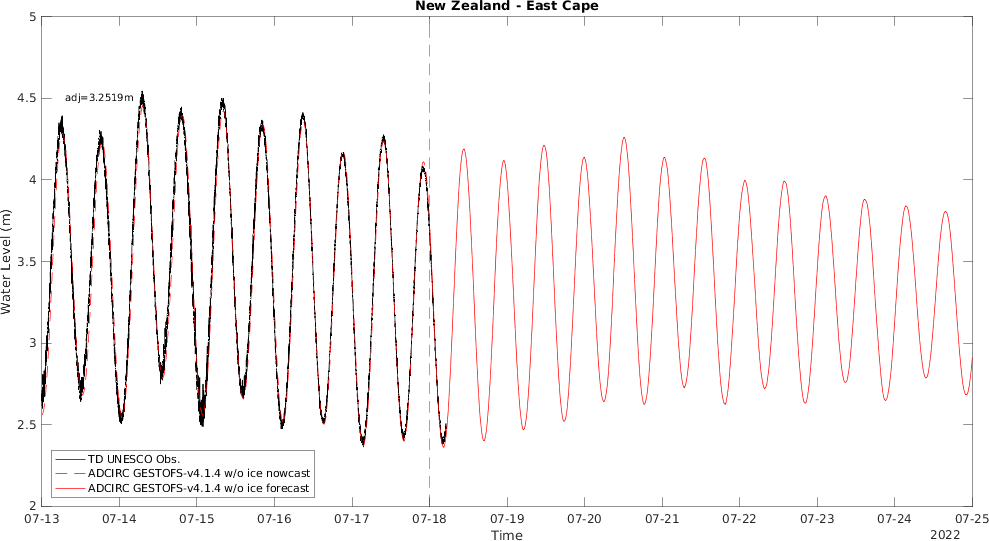 New Zealand - East Cape
Water Level (m)
5
4.5
4
3.5
3
2.5
2
adj=3.2519m
TD UNESCO Obs.
ADCIRC GESTOFS-v4.1.4 w/o ice nowcast
ADCIRC GESTOFS-v4.1.4 w/o ice forecast
07-13 07-14 07-15 07-16 07-17 07-18 07-19 07-20 07-21 07-22 07-23 07-24 07-25
Time
2022